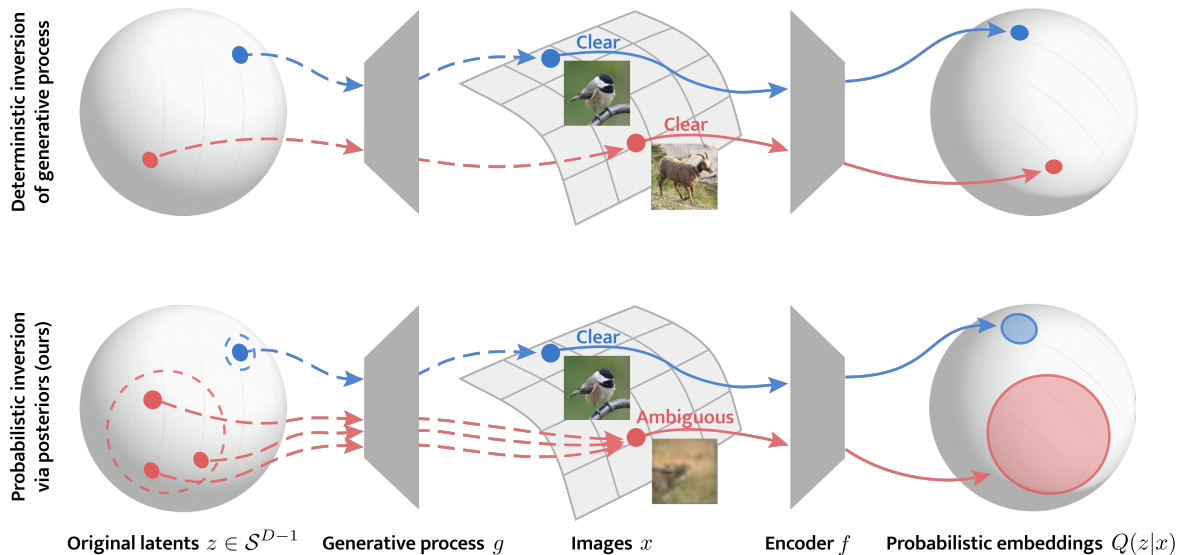 Deterministic inversion
of generative process
Clear
Clear
Probabilistic inversion
via posteriors (ours)
Clear
Ambiguous
Original latents z ∈ 𝒮^{D−1}
Generative process g
Images x
Encoder f
Probabilistic embeddings Q(z|x)